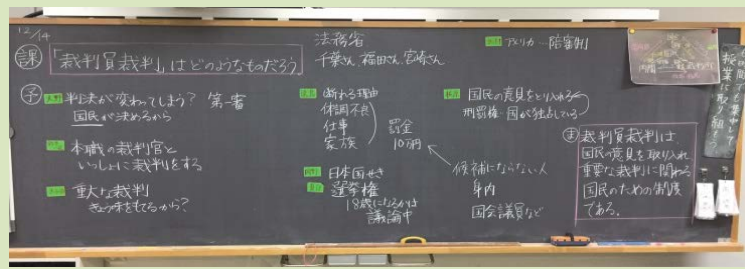 12/14
課 「裁判員裁判」はどのようなものだろう
法務省
千葉さん、福田さん、宮崎さん
アメリカ…陪審制
予 判決が変わってしまう? 第一審
国民が決めるから
本職の裁判官と
いっしょに裁判をする
重大な裁判
きょう味をもてるから?
断れる理由
体調不良
仕事
家族
罰金
10万円
日本国せき
選挙権
18歳になるかは
議論中
国民の意見をとり入れる
刑罰権・国が独占している
候補にならない人
身内
国会議員など
ま 裁判員裁判は、
国民の意見を取り入れ、
重要な裁判に関わる
国民のための制度
である。
授業に取り組もう